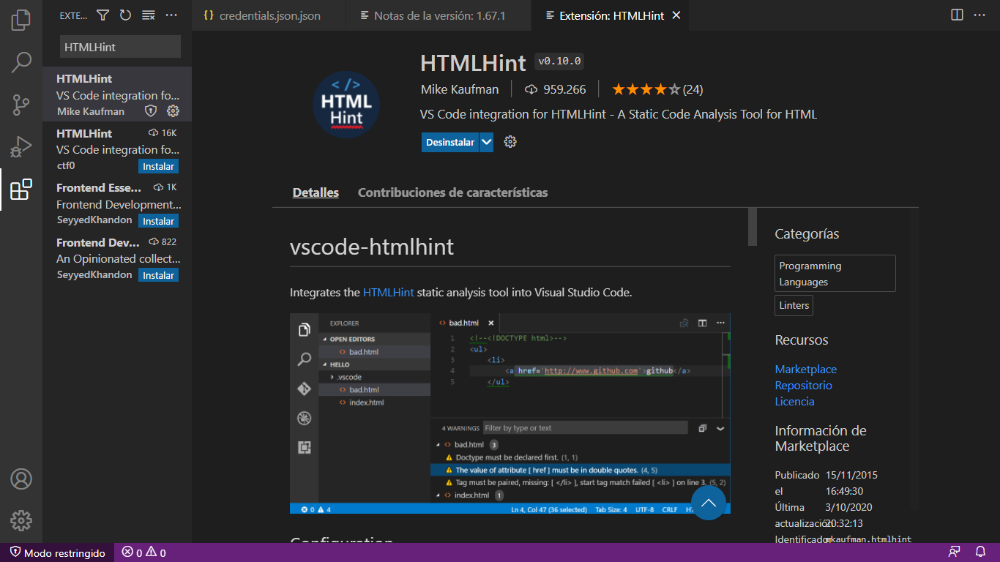 EXTE...
HTMLHint
HTMLHint
VS Code integration fo...
Mike Kaufman
HTMLHint 16K
VS Code integration fo...
ctf0 Instalar
Frontend Esse... 1K
Frontend Development...
SeyyedKhandon Instalar
Frontend Dev... 822
An Opinionated collect...
SeyyedKhandon Instalar
{} credentials.json.json
Notas de la versión: 1.67.1
Extensión: HTMLHint
</>
HTML
Hint
HTMLHint v0.10.0
Mike Kaufman 959.266 (24)
VS Code integration for HTMLHint - A Static Code Analysis Tool for HTML
Desinstalar
Detalles Contribuciones de características
vscode-htmlhint
Integrates the HTMLHint static analysis tool into Visual Studio Code.
EXPLORER
OPEN EDITORS
<> bad.html
HELLO
.vscode
<> bad.html
<> index.html
<> bad.html
1 <!--<!DOCTYPE html>-->
2 <ul>
3 <li>
4 <a href='http://www.github.com'>github</a>
5 </ul>
4 WARNINGS Filter by type or text
<> bad.html 3
Doctype must be declared first. (1, 1)
The value of attribute [ href ] must be in double quotes. (4, 5)
Tag must be paired, missing: [ </li> ], start tag match failed [ <li> ] on line 3. (5, 2)
<> index.html 1
0 4 Ln 4, Col 47 (36 selected) Tab Size: 4 UTF-8 CRLF
Configuration
Categorías
Programming
Languages
Linters
Recursos
Marketplace
Repositorio
Licencia
Información de
Marketplace
Publicado 15/11/2015
el 16:49:30
Última 3/10/2020
actualización 20:32:13
Identificador mkaufman.htmlhint
Modo restringido 0 0